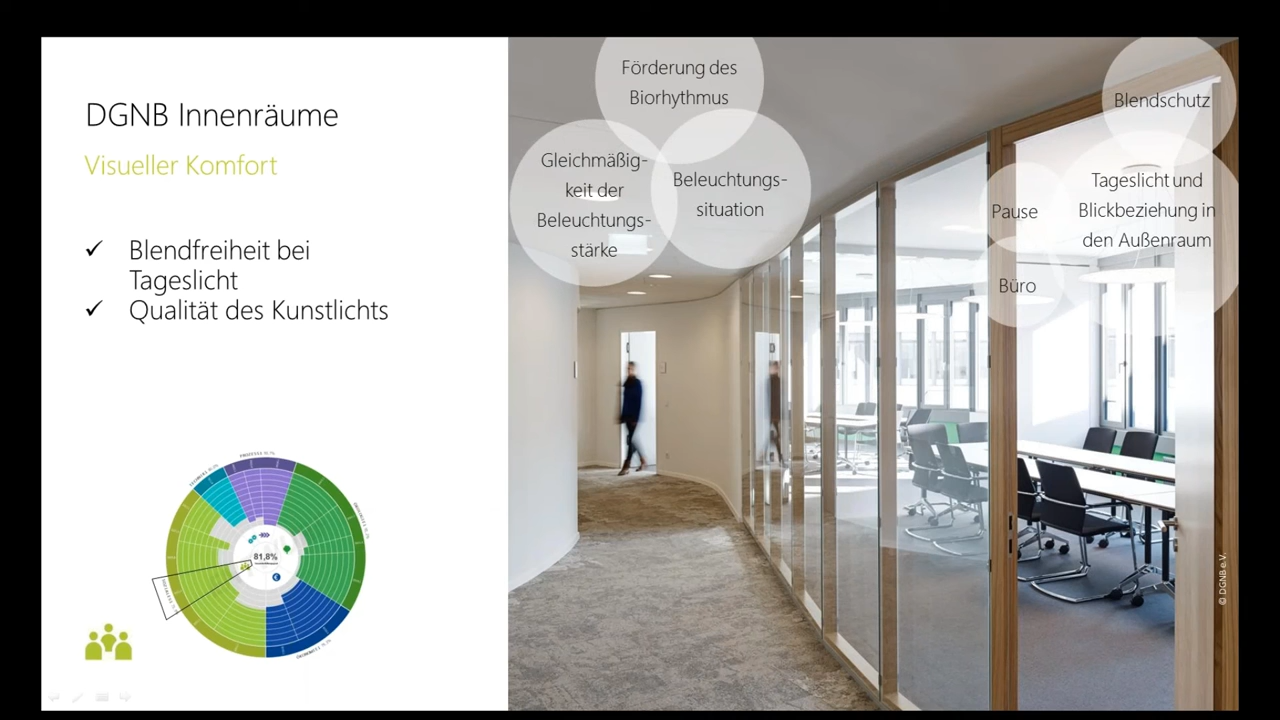 DGNB Innenräume
Visueller Komfort
✓ Blendfreiheit bei
Tageslicht
✓ Qualität des Kunstlichts
81,8%
Förderung des
Biorhythmus
Gleichmäßig-
keit der
Beleuchtungs-
stärke
Beleuchtungs-
situation
Blendschutz
Pause
Tageslicht und
Blickbeziehung in
den Außenraum
Büro
© DGNB e.V.